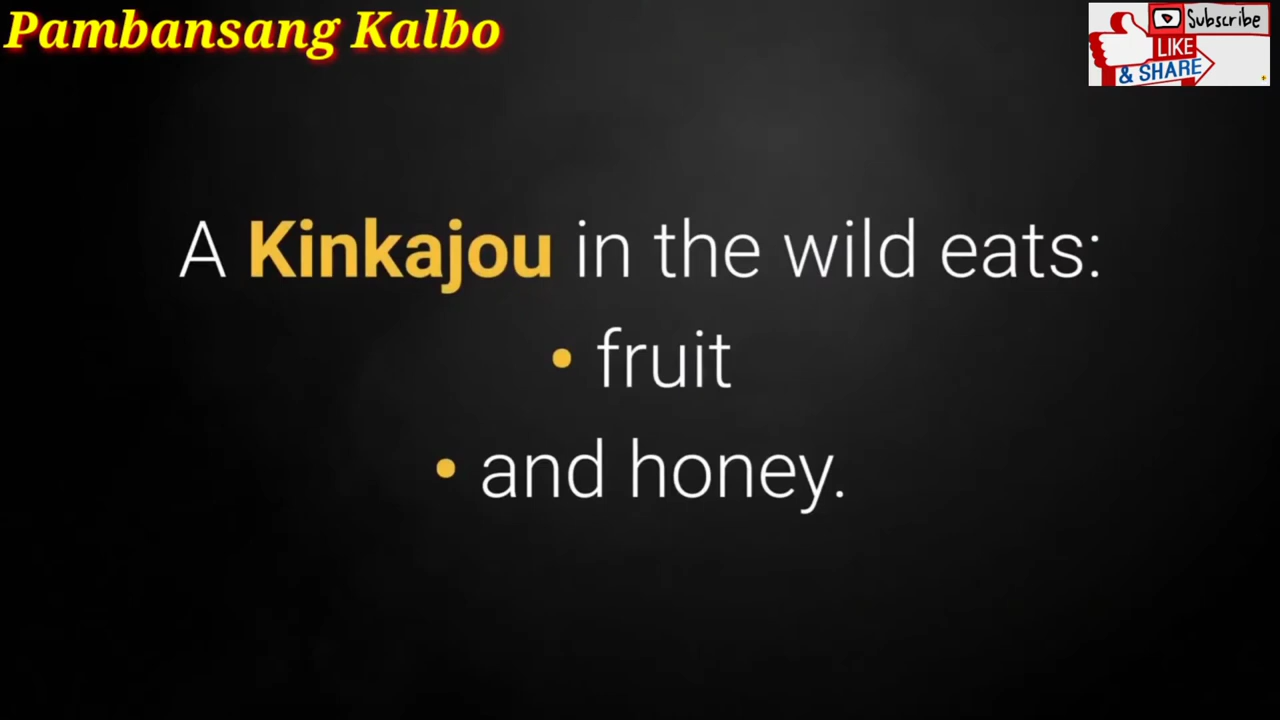 Pambansang Kalbo
Subscribe
LIKE
& SHARE
A Kinkajou in the wild eats:
• fruit
• and honey.